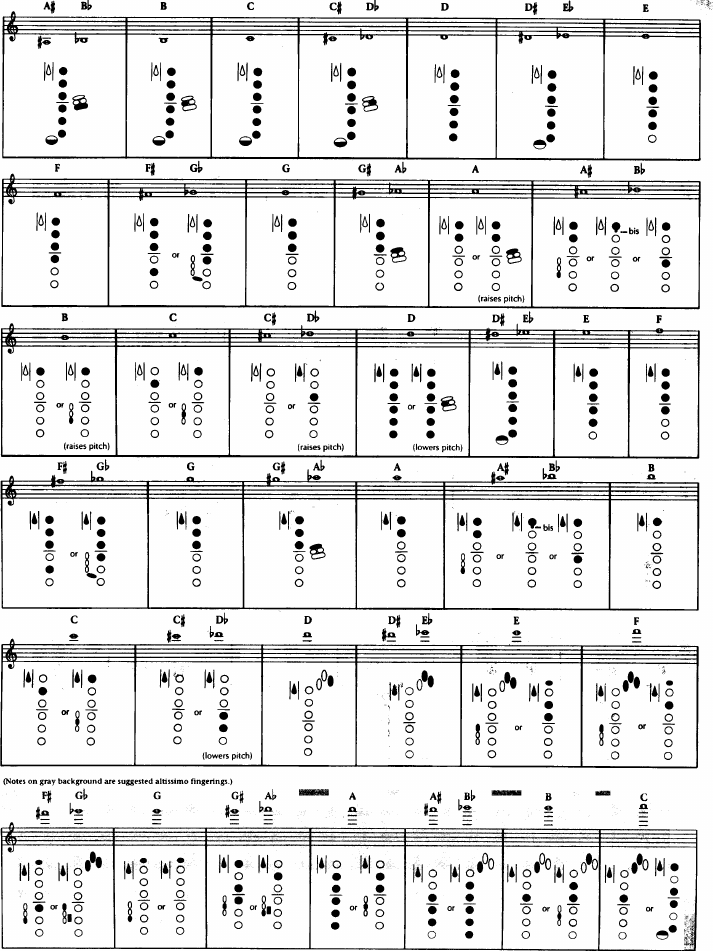 A♯ B♭ B C C♯ D♭ D D♯ E♭ E
F F♯ G♭ G G♯ A♭ A A♯ B♭
or or or or
bis
(raises pitch)
B C C♯ D♭ D D♯ E♭ E F
or or or or
(raises pitch) (raises pitch) (lowers pitch)
F♯ G♭ G G♯ A♭ A A♯ B♭ B
or or or
bis
C C♯ D♭ D D♯ E♭ E F
or or or or
(lowers pitch)
(Notes on gray background are suggested altissimo fingerings.)
F♯ G♭ G G♯ A♭ A A♯ B♭ B C
or or or or or or or